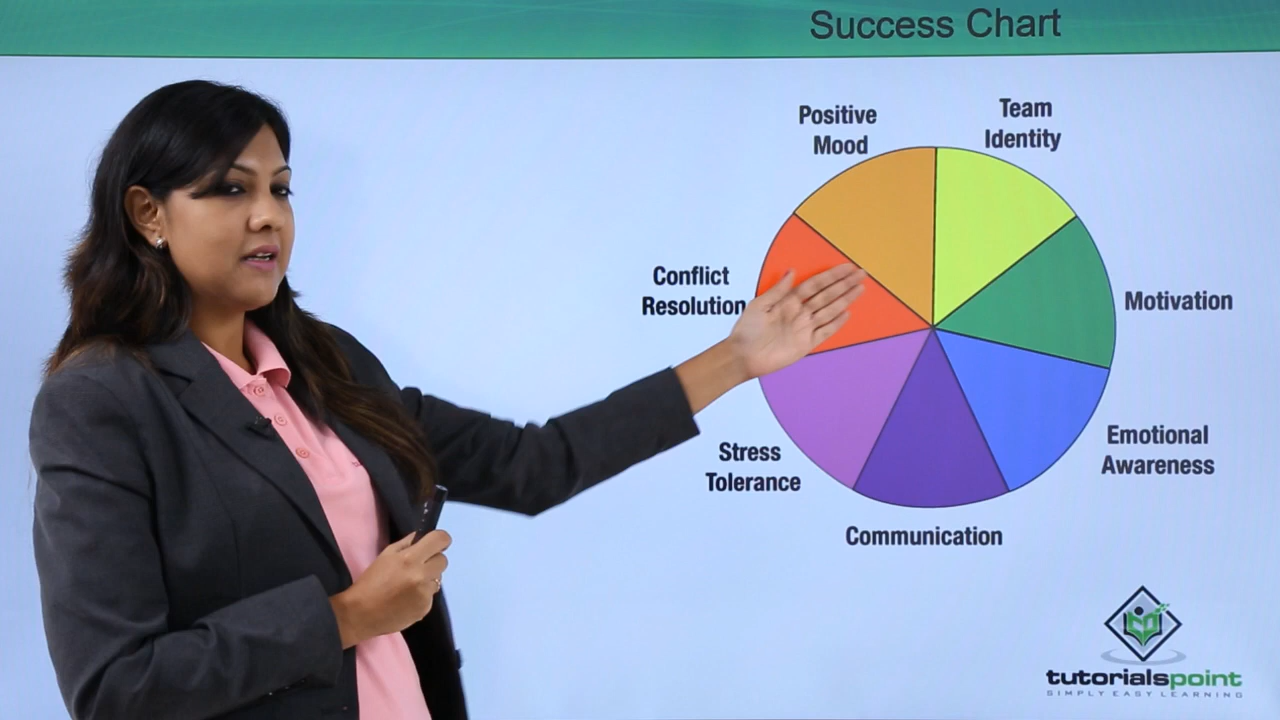 Success Chart
Positive
Mood
Team
Identity
Conflict
Resolution
Motivation
Stress
Tolerance
Emotional
Awareness
Communication
tutorialspoint
SIMPLY EASY LEARNING